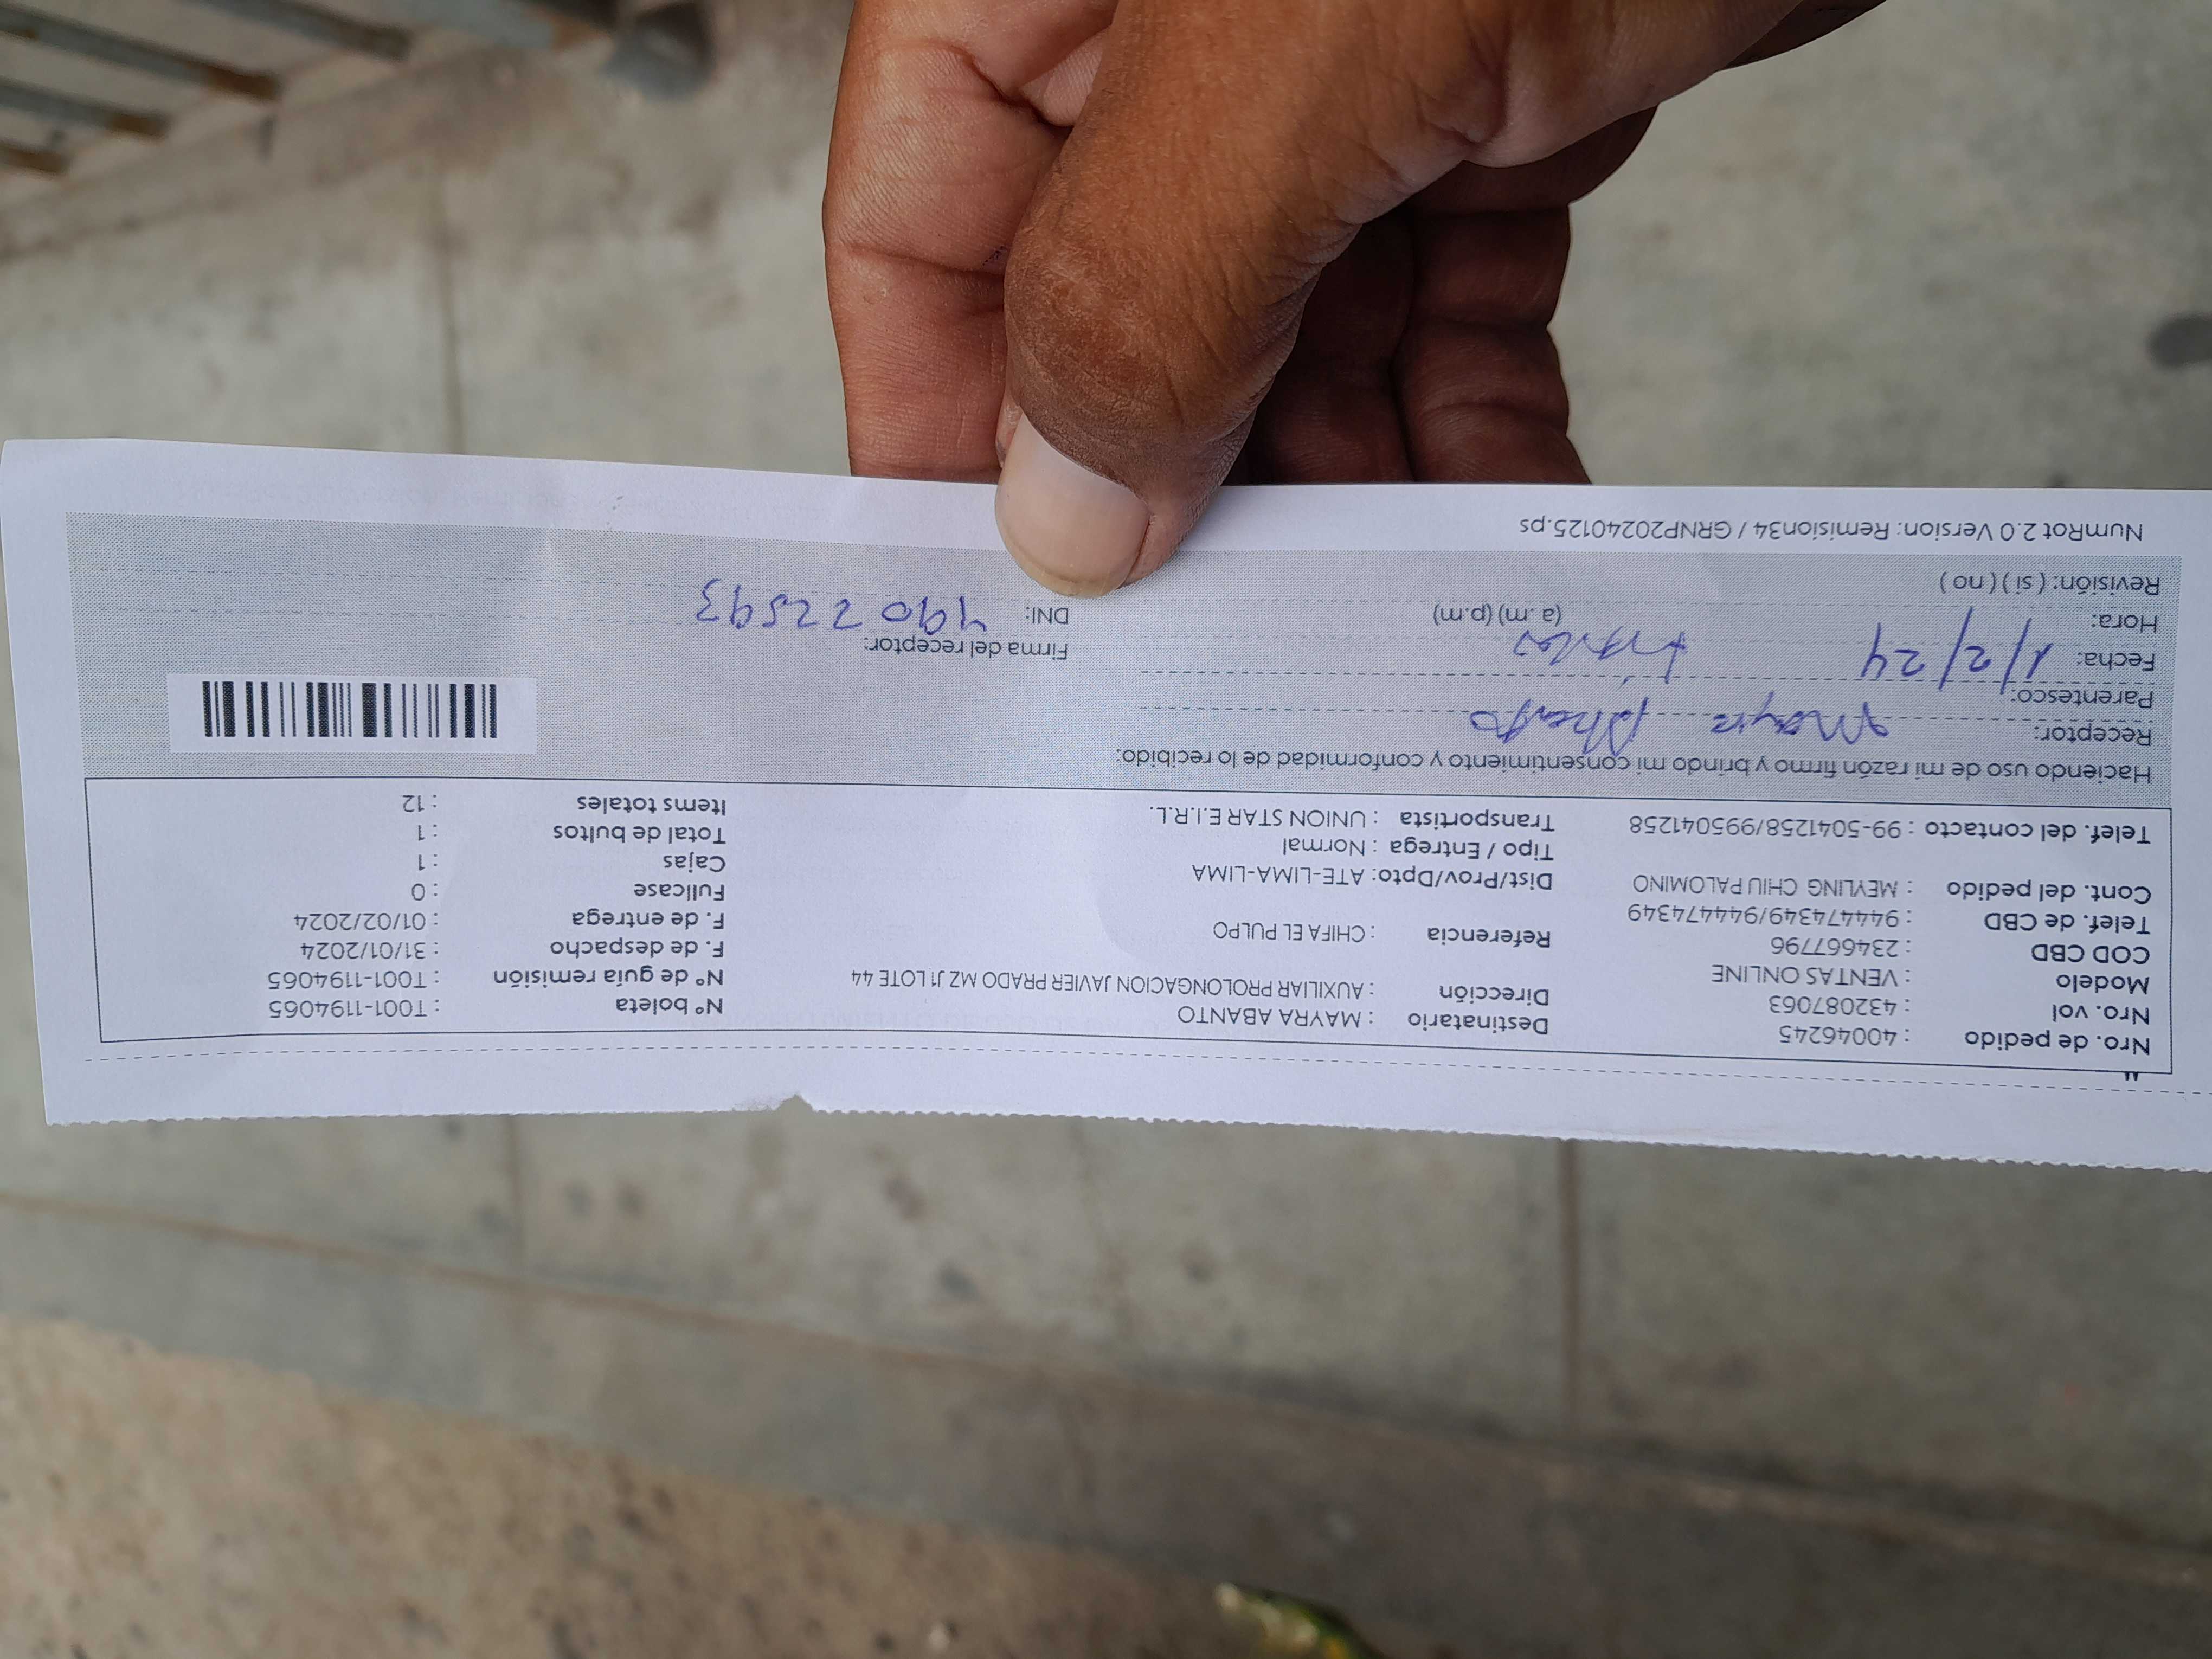 Nro. de pedido : 40046245
Nro. vol : 432087063
Modelo : VENTAS ONLINE
COD CBD : 234667796
Telef. de CBD : 944474349/944474349
Cont. del pedido : MEYLING CHIU PALOMINO
Telef. del contacto : 99-5041258/995041258
Destinatario : MAYRA ABANTO
Dirección : AUXILIAR PROLONGACION JAVIER PRADO MZ J1 LOTE 44
Referencia : CHIFA EL PULPO
Dist/Prov/Dpto: ATE-LIMA-LIMA
Tipo / Entrega : Normal
Transportista : UNION STAR E.I.R.L.
N° boleta : T001-1194065
N° de guía remisión : T001-1194065
F. de despacho : 31/01/2024
F. de entrega : 01/02/2024
Fullcase : 0
Cajas : 1
Total de bultos : 1
Items totales : 12
Haciendo uso de mi razón firmo y brindo mi consentimiento y conformidad de lo recibido:
Receptor: Mayra
Parentesco:
Fecha: 1/2/24
Hora: (a. m) (p.m)
Revisión: ( si ) ( no )
Firma del receptor:
DNI: 49022593
NumRot 2.0 Version: Remision34 / GRNP20240125.ps